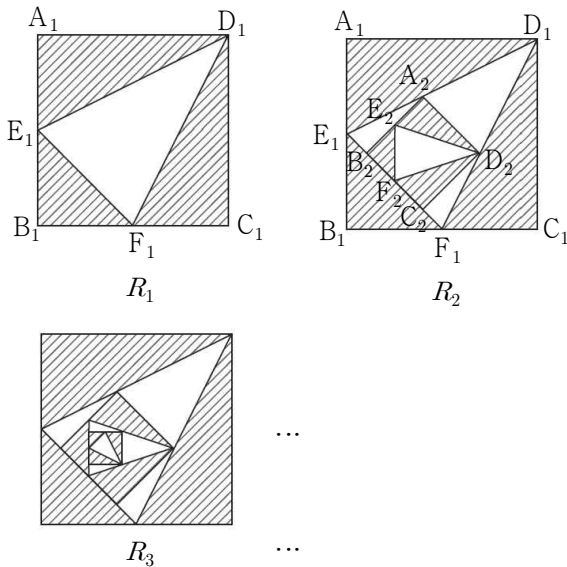 A₁ D₁
E₁
B₁ F₁ C₁
R₁
A₁ D₁
A₂
E₂
E₁
B₂ D₂
F₂
C₂
B₁ F₁ C₁
R₂
...
R₃ ...